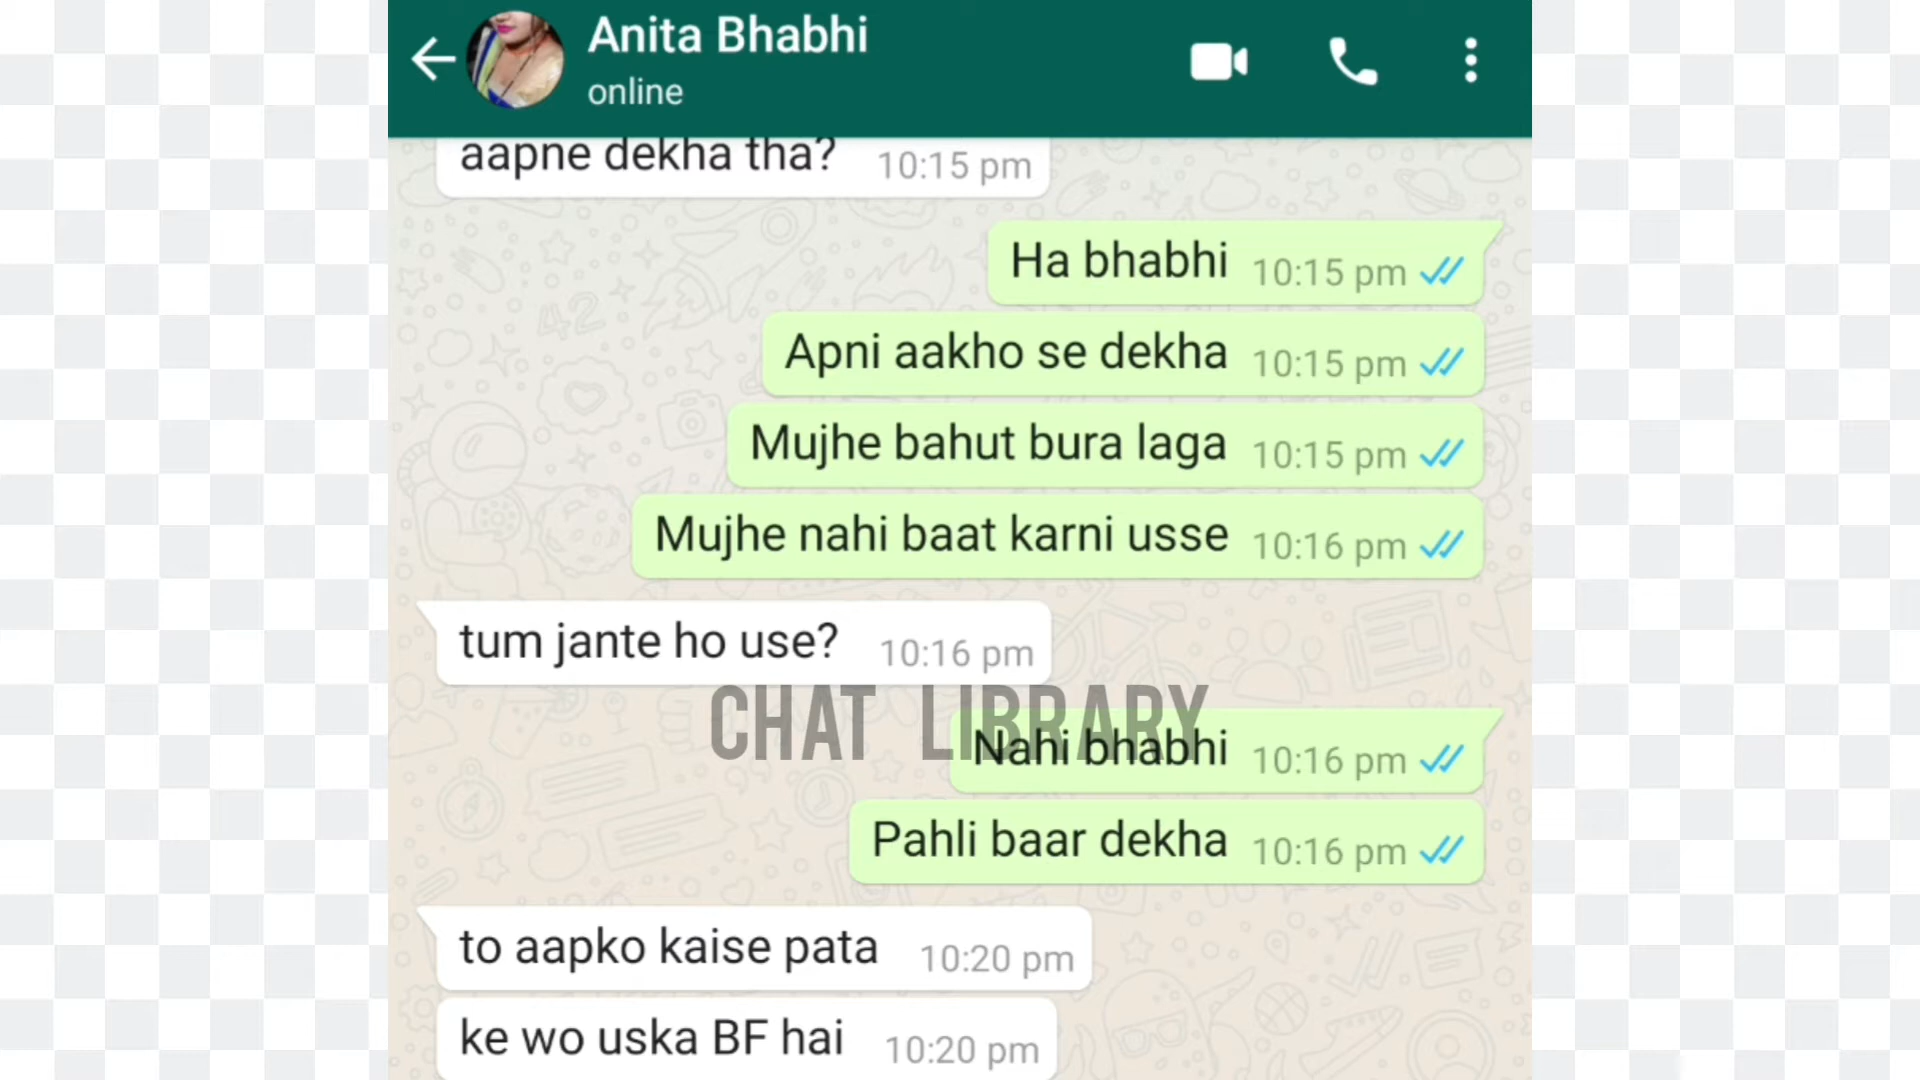 Anita Bhabhi
online
aapne dekha tha? 10:15 pm
Ha bhabhi 10:15 pm
Apni aakho se dekha 10:15 pm
Mujhe bahut bura laga 10:15 pm
Mujhe nahi baat karni usse 10:16 pm
tum jante ho use? 10:16 pm
CHAT LIBRARY
Nahi bhabhi 10:16 pm
Pahli baar dekha 10:16 pm
to aapko kaise pata 10:20 pm
ke wo uska BF hai 10:20 pm